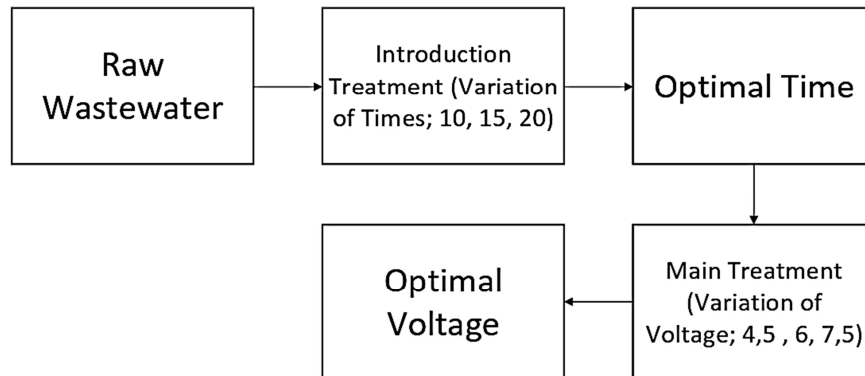 Raw
Wastewater
Introduction
Treatment (Variation
of Times; 10, 15, 20)
Optimal Time
Main Treatment
(Variation of
Voltage; 4,5 , 6, 7,5)
Optimal
Voltage